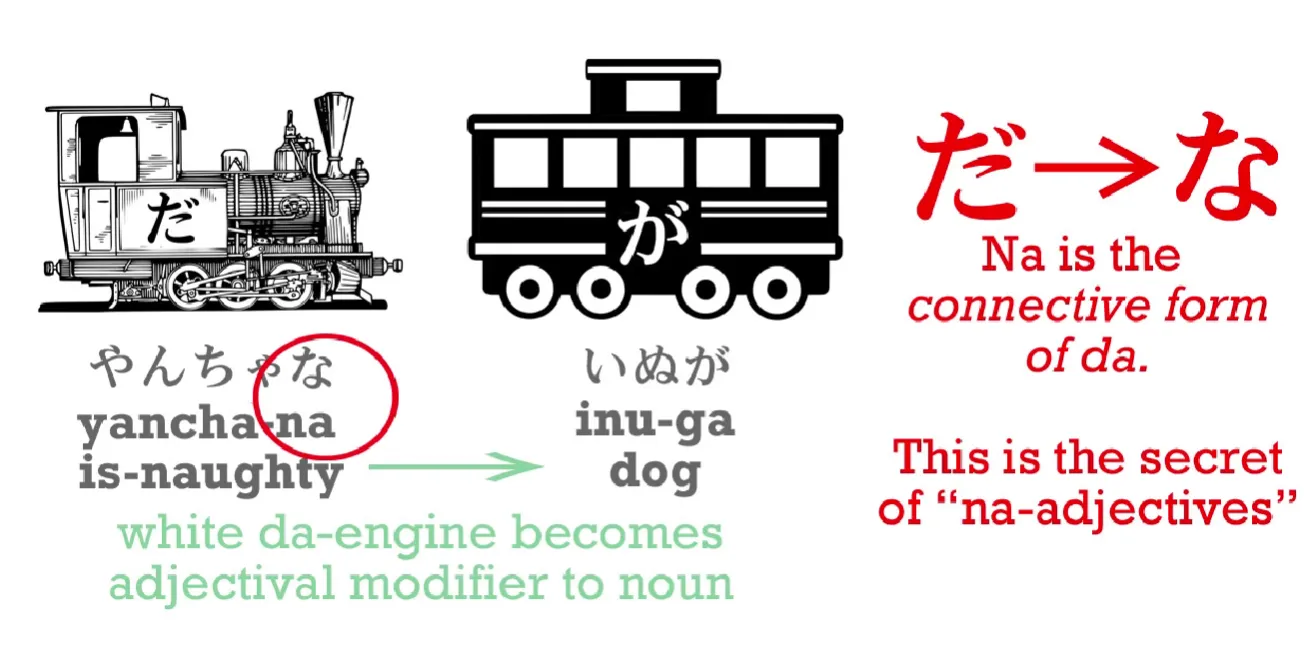 だ
が
だ→な
Na is the
connective form
of da.
This is the secret
of “na-adjectives”
やんちゃな
yancha-na
is-naughty
いぬが
inu-ga
dog
white da-engine becomes
adjectival modifier to noun